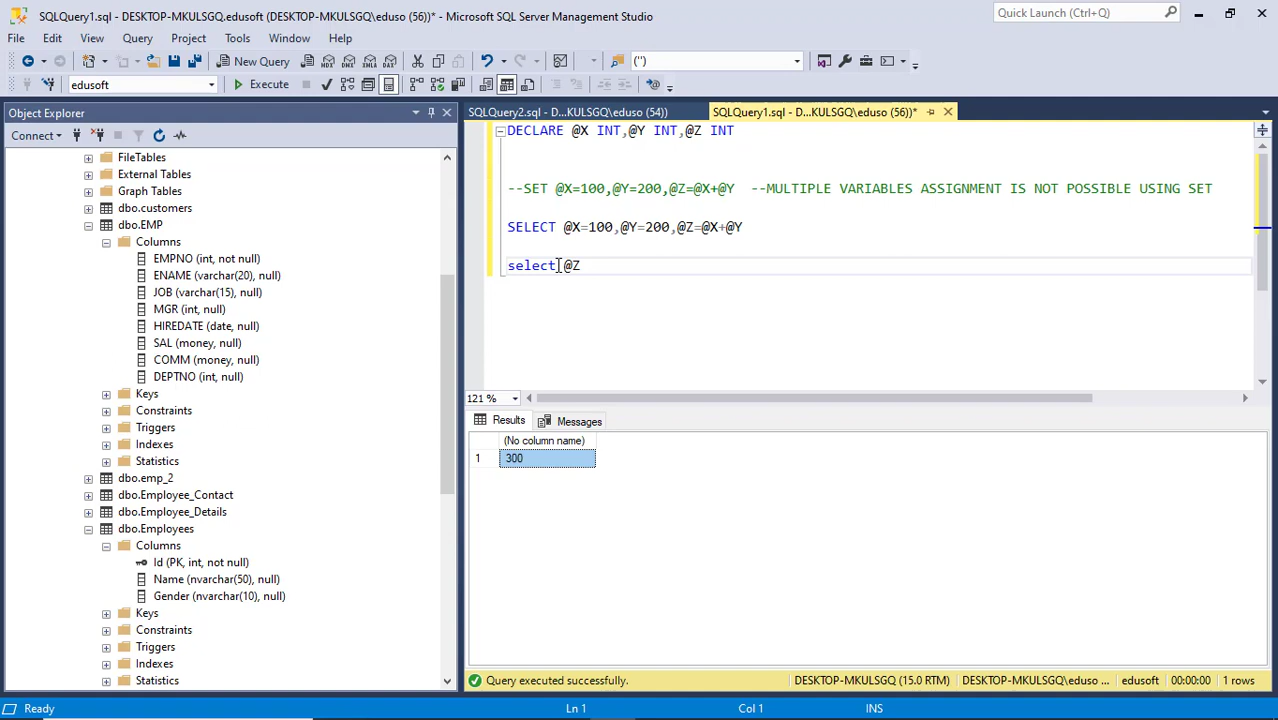 SQLQuery1.sql - DESKTOP-MKULSGQ.edusoft (DESKTOP-MKULSGQ\eduso (56))* - Microsoft SQL Server Management Studio
Quick Launch (Ctrl+Q)
File Edit View Query Project Tools Window Help
New Query
('')
edusoft
Execute
Object Explorer
SQLQuery2.sql - D...KULSGQ\eduso (54))
SQLQuery1.sql - D...KULSGQ\eduso (56))*
Connect
FileTables
External Tables
Graph Tables
dbo.customers
dbo.EMP
Columns
EMPNO (int, not null)
ENAME (varchar(20), null)
JOB (varchar(15), null)
MGR (int, null)
HIREDATE (date, null)
SAL (money, null)
COMM (money, null)
DEPTNO (int, null)
Keys
Constraints
Triggers
Indexes
Statistics
dbo.emp_2
dbo.Employee_Contact
dbo.Employee_Details
dbo.Employees
Columns
Id (PK, int, not null)
Name (nvarchar(50), null)
Gender (nvarchar(10), null)
Keys
Constraints
Triggers
Indexes
Statistics
DECLARE @X INT,@Y INT,@Z INT
--SET @X=100,@Y=200,@Z=@X+@Y --MULTIPLE VARIABLES ASSIGNMENT IS NOT POSSIBLE USING SET
SELECT @X=100,@Y=200,@Z=@X+@Y
select @Z
121 %
Results Messages
(No column name)
1 300
Query executed successfully.
DESKTOP-MKULSGQ (15.0 RTM) DESKTOP-MKULSGQ\eduso ... edusoft 00:00:00 1 rows
Ready Ln 1 Col 1 INS